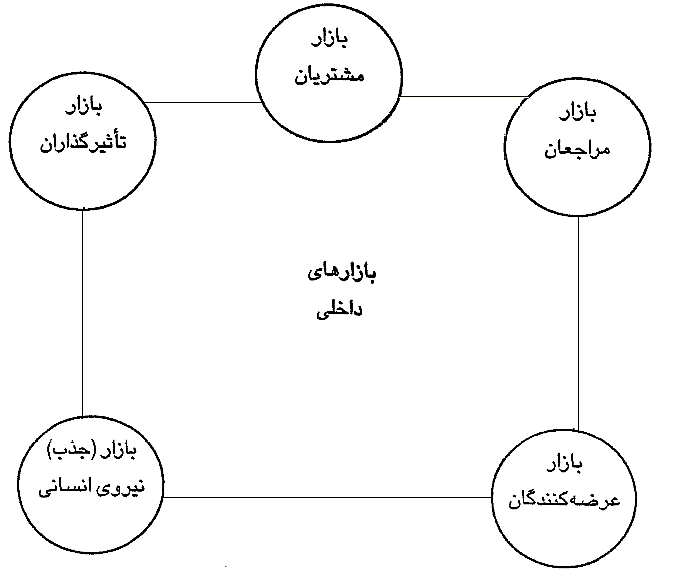 بازار
مشتریان
بازار
مراجعان
بازار
تأثیرگذاران
بازارهای
داخلی
بازار (جذب)
نیروی انسانی
بازار
عرضه‌کنندگان